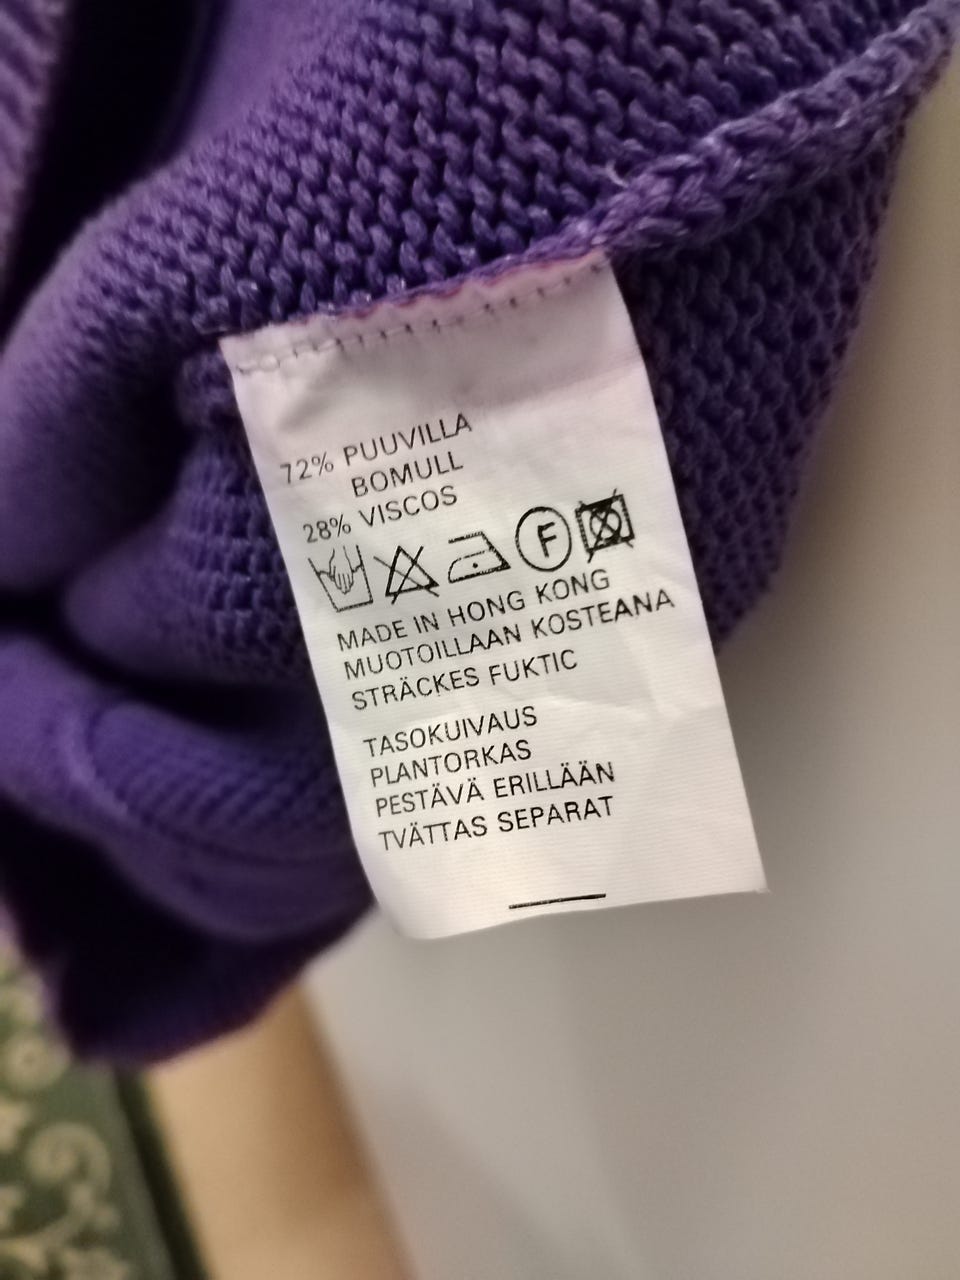 72% PUUVILLA
BOMULL
28% VISCOS
F
MADE IN HONG KONG
MUOTOILLAAN KOSTEANA
STRÄCKES FUKTIC
TASOKUIVAUS
PLANTORKAS
PESTÄVÄ ERILLÄÄN
TVÄTTAS SEPARAT